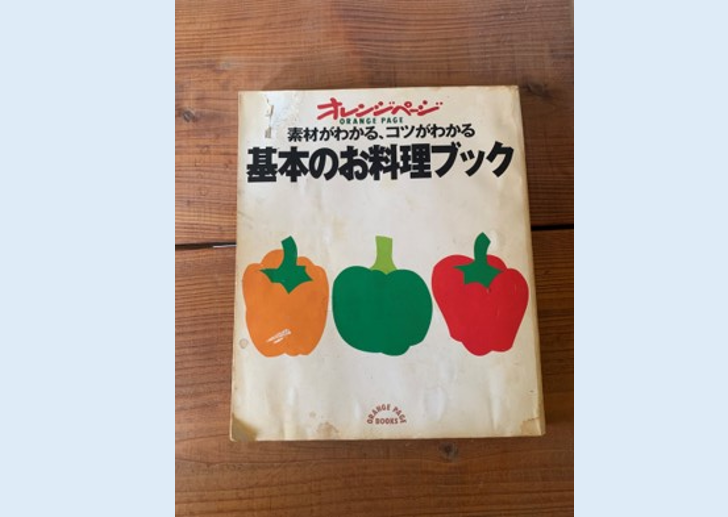 オレンジページ
ORANGE PAGE
素材がわかる、コツがわかる
基本のお料理ブック
ORANGE PAGE
BOOKS